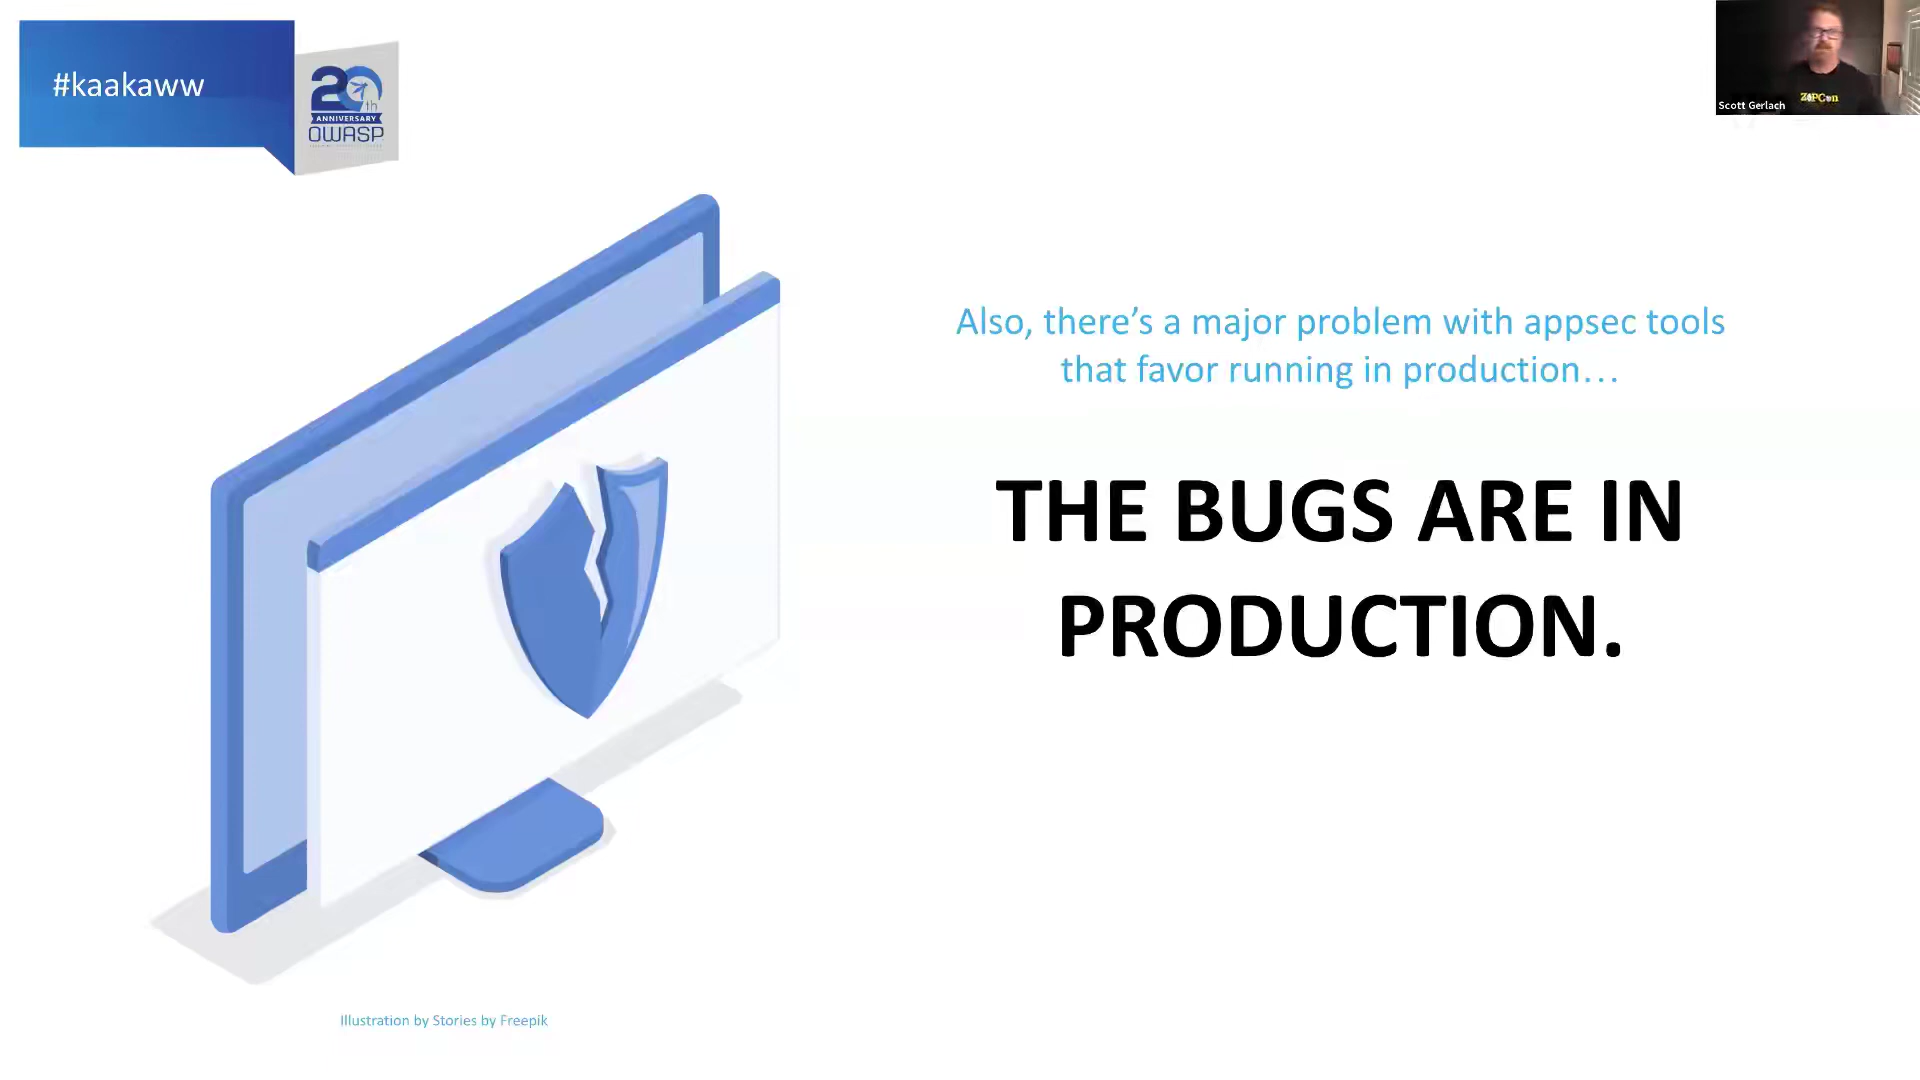 #kaakaww
20th
ANNIVERSARY
OWASP
Scott Gerlach
ZAPCon
Also, there’s a major problem with appsec tools
that favor running in production…
THE BUGS ARE IN
PRODUCTION.
Illustration by Stories by Freepik